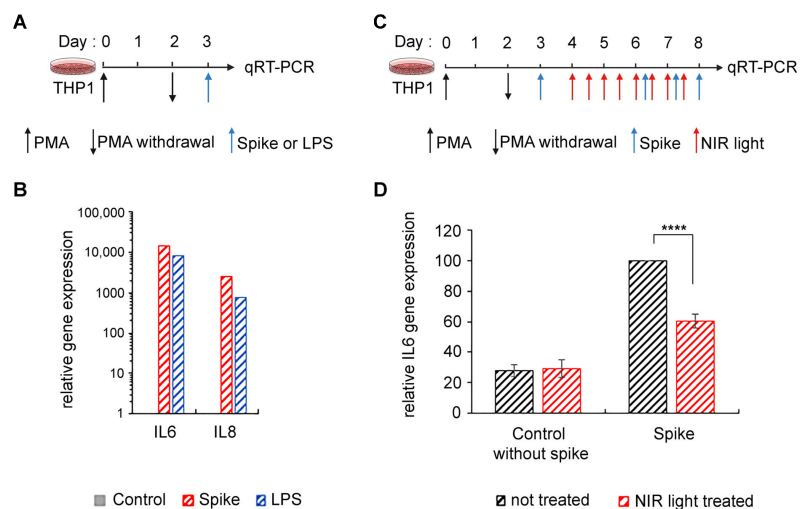 A
Day : 0 1 2 3
qRT-PCR
THP1
PMA PMA withdrawal Spike or LPS
B
relative gene expression
100,000
10,000
1000
100
10
1
IL6 IL8
Control Spike LPS
C
Day : 0 1 2 3 4 5 6 7 8
qRT-PCR
THP1
PMA PMA withdrawal Spike NIR light
D
relative IL6 gene expression
120
100
80
60
40
20
0
****
Control without spike
Spike
not treated NIR light treated